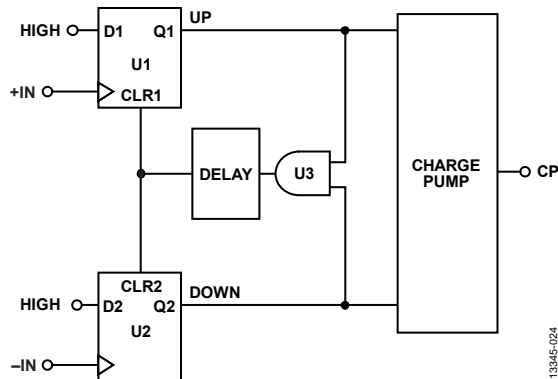 UP
HIGH
D1
Q1
U1
+IN
CLR1
DELAY
U3
CHARGE
PUMP
CP
CLR2
DOWN
HIGH
D2
Q2
U2
–IN
13345-024